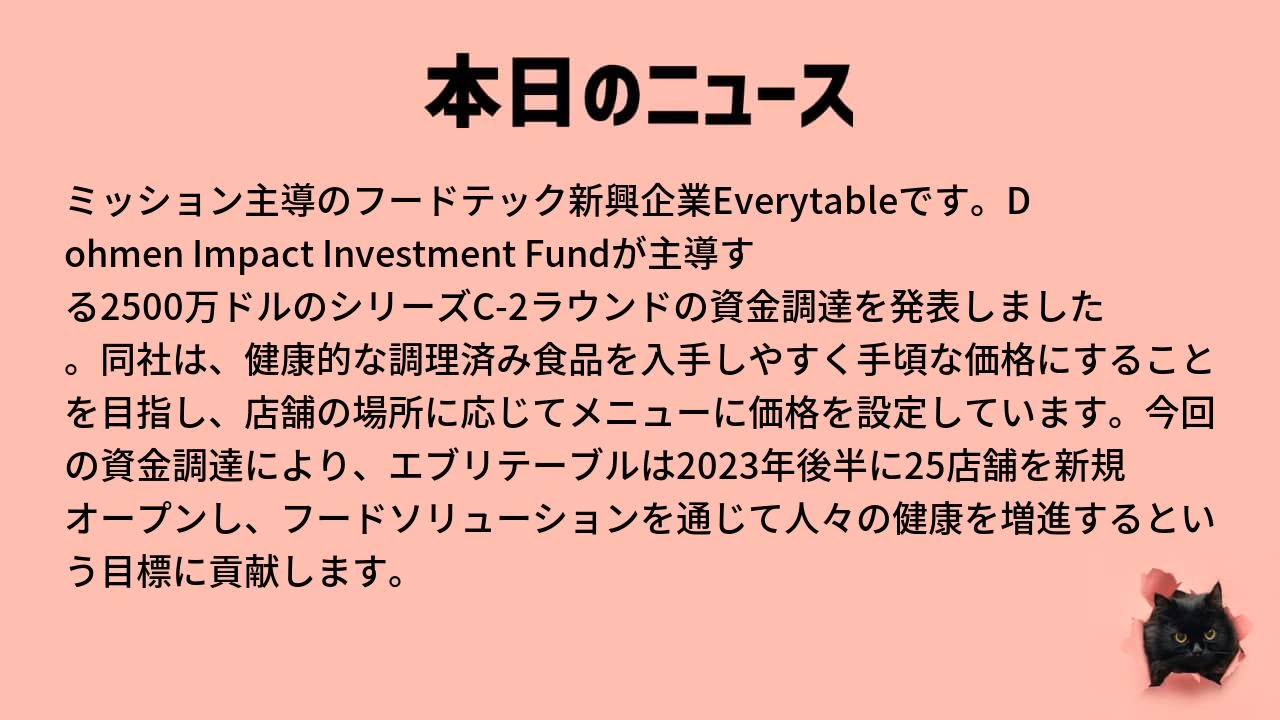 本日のニュース
ミッション主導のフードテック新興企業Everytableです。D
ohmen Impact Investment Fundが主導す
る2500万ドルのシリーズC-2ラウンドの資金調達を発表しました
。同社は、健康的な調理済み食品を入手しやすく手頃な価格にすること
を目指し、店舗の場所に応じてメニューに価格を設定しています。今回
の資金調達により、エブリテーブルは2023年後半に25店舗を新規
オープンし、フードソリューションを通じて人々の健康を増進するとい
う目標に貢献します。